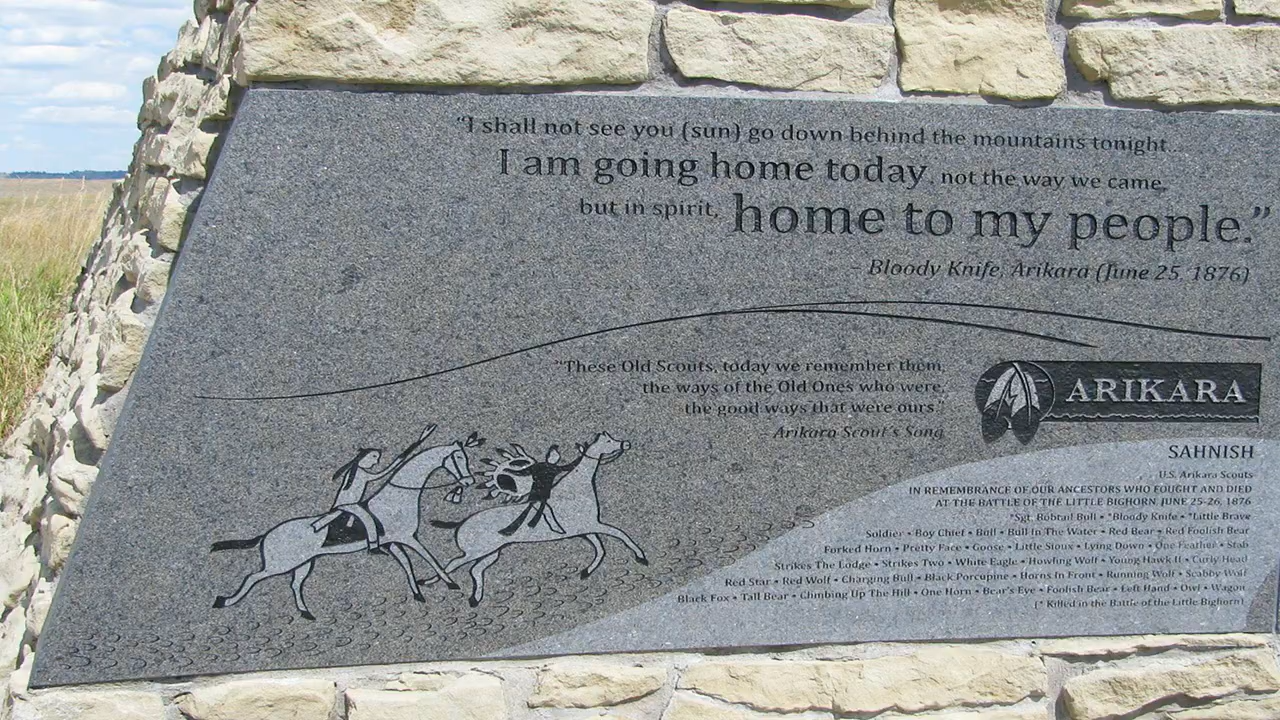 "I shall not see you (sun) go down behind the mountains tonight...
I am going home today, not the way we came,
but in spirit, home to my people."
– Bloody Knife, Arikara (June 25, 1876)
"These Old Scouts, today we remember them,
the ways of the Old Ones who were,
the good ways that were ours."
Arikara Scout's Song
ARIKARA
SAHNISH
U.S. Arikara Scouts
IN REMEMBRANCE OF OUR ANCESTORS WHO FOUGHT AND DIED
AT THE BATTLE OF THE LITTLE BIGHORN JUNE 25-26, 1876
*Sgt. Bobtail Bull • *Bloody Knife • *Little Brave
Soldier • Boy Chief • Bull • Bull In The Water • Red Bear • Red Foolish Bear
Forked Horn • Pretty Face • Goose • Little Sioux • Lying Down • One Feather • Stab
Strikes The Lodge • Strikes Two • White Eagle • Howling Wolf • Young Hawk II • Curly Head
Red Star • Red Wolf • Charging Bull • Black Porcupine • Horns In Front • Running Wolf • Scabby Wolf
Black Fox • Tall Bear • Climbing Up The Hill • One Horn • Bear's Eye • Foolish Bear • Left Hand • Owl • Wagon
(* Killed in the Battle of the Little Bighorn)